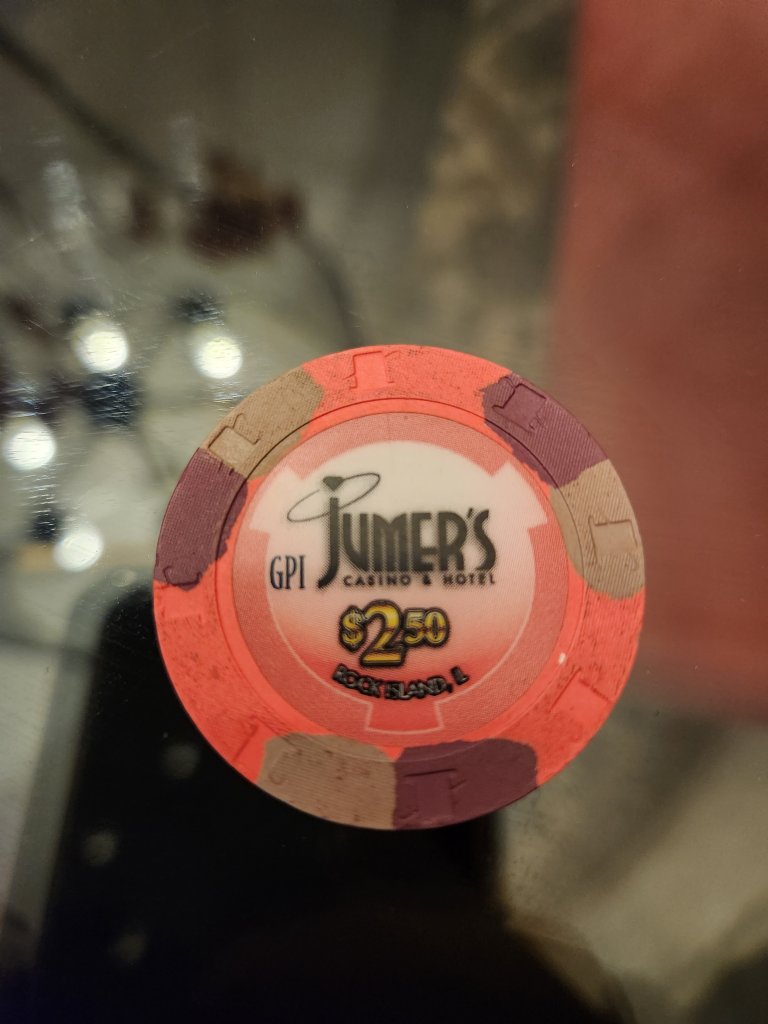 JUMER'S
GPI
CASINO & HOTEL
$2.50
ROCK ISLAND, IL